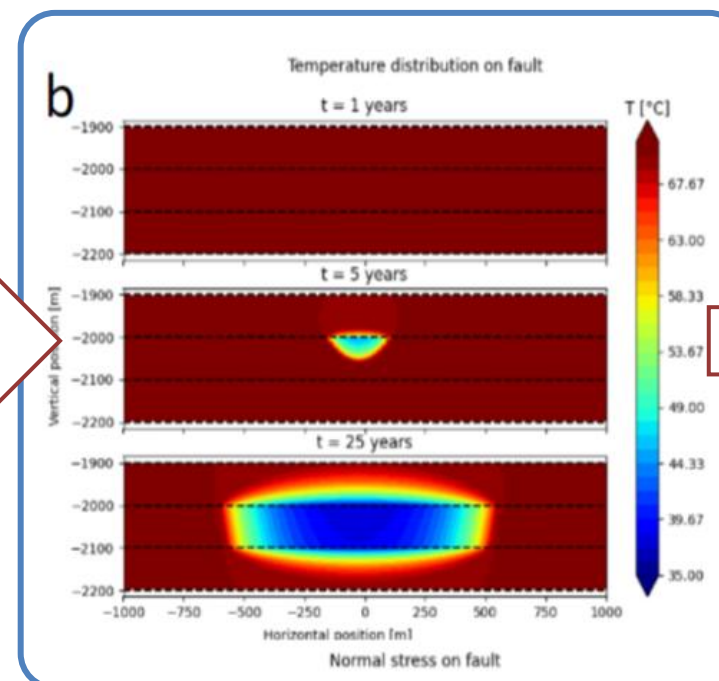 Temperature distribution on fault
b
t = 1 years
T [°C]
−1900
−2000
−2100
−2200
t = 5 years
−1900
−2000
−2100
−2200
t = 25 years
−1900
−2000
−2100
−2200
Vertical position [m]
−1000 −750 −500 −250 0 250 500 750 1000
Horizontal position [m]
67.67
63.00
58.33
53.67
49.00
44.33
39.67
35.00
Normal stress on fault